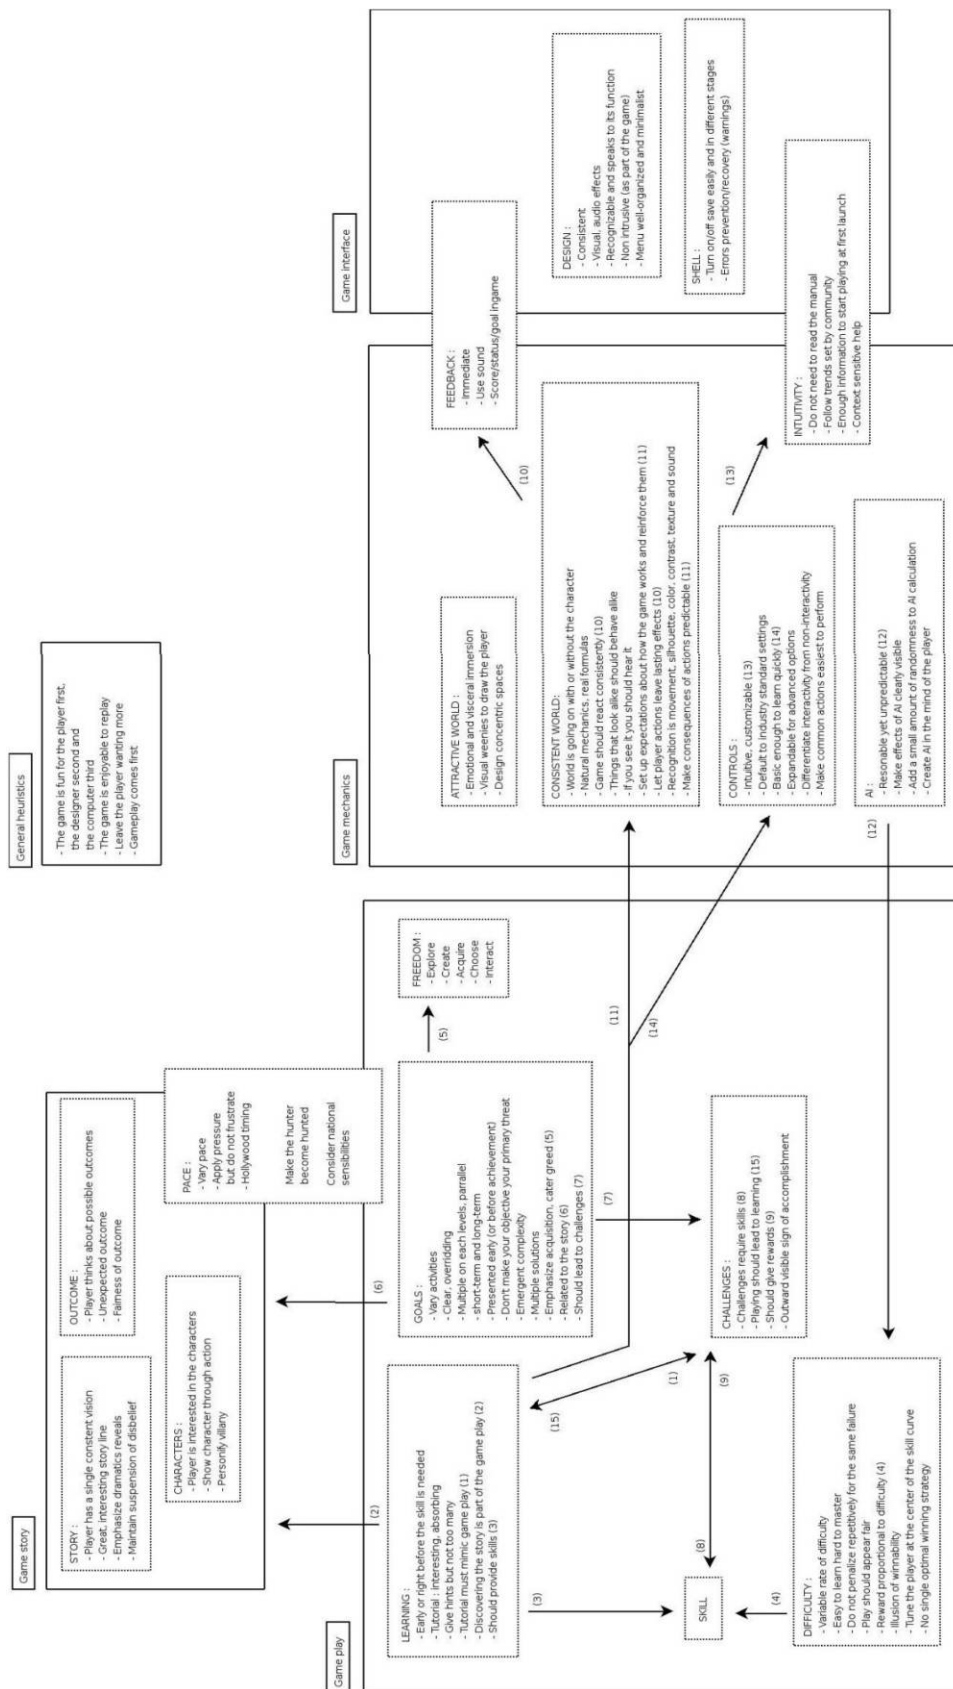 Game story
STORY :
- Player has a single constant vision
- Great, interesting story line
- Emphasize dramatics reveals
- Maintain suspension of disbelief
OUTCOME :
- Player thinks about possible outcomes
- Unexpected outcome
- Fairness of outcome
CHARACTERS :
- Player is interested in the characters
- Show character through action
- Personify villany
PACE :
- Vary pace
- Apply pressure
but do not frustrate
- Hollywood timing
Make the hunter
become hunted
Consider national
sensibilities
General heuristics
- The game is fun for the player first,
the designer second and
the computer third
- The game is enjoyable to replay
- Leave the player wanting more
- Gameplay comes first
Game play
(2)
(6)
LEARNING :
- Early or right before the skill is needed
- Tutorial : interesting, absorbing
- Give hints but not too many
- Tutorial must mimic game play (1)
- Discovering the story is part of the game play (2)
- Should provide skills (3)
GOALS :
- Vary activities
- Clear, overridding
- Multiple on each levels, parralel
- short-term and long-term
- Presented early (or before achievement)
- Don't make your objective your primary threat
- Emergent complexity
- Multiple solutions
- Emphasize acquisition, cater greed (5)
- Related to the story (6)
- Should lead to challenges (7)
(5)
FREEDOM :
- Explore
- Create
- Acquire
- Choose
- Interact
(3)
(15)
(1)
(7)
(11)
(14)
SKILL
(8)
(9)
CHALLENGES :
- Challenges require skills (8)
- Playing should lead to learning (15)
- Should give rewards (9)
- Outward visible sign of accomplishment
(4)
DIFFICULTY :
- Variable rate of difficulty
- Easy to learn hard to master
- Do not penalize repetitively for the same failure
- Play should appear fair
- Reward proportional to difficulty (4)
- Illusion of winnability
- Tune the player at the center of the skill curve
- No single optimal winning strategy
Game mechanics
ATTRACTIVE WORLD :
- Emotional and visceral immersion
- Visual weenies to draw the player
- Design concentric spaces
CONSISTENT WORLD :
- World is going on with or without the character
- Natural mechanics, real formulas
- Game should react consistently (10)
- Things that look alike should behave alike
- If you see it you should hear it
- Set up expectations about how the game works and reinforce them (11)
- Let player actions leave lasting effects (10)
- Recognition is movement, silhouette, color, contrast, texture and sound
- Make consequences of actions predictable (11)
(10)
CONTROLS :
- Intuitive, customizable (13)
- Default to industry standard settings
- Basic enough to learn quickly (14)
- Expandable for advanced options
- Differentiate interactivity from non-interactivity
- Make common actions easiest to perform
(13)
(12)
AI :
- Resonable yet unpredictable (12)
- Make effects of AI clearly visible
- Add a small amount of randomness to AI calculation
- Create AI in the mind of the player
Game interface
FEEDBACK :
- Immediate
- Use sound
- Score/status/goal ingame
DESIGN :
- Consistent
- Visual, audio effects
- Recognizable and speaks to its function
- Non intrusive (as part of the game)
- Menu well-organized and minimalist
SHELL :
- Turn on/off save easily and in different stages
- Errors prevention/recovery (warnings)
INTUITIVITY :
- Do not need to read the manual
- Follow trends set by community
- Enough information to start playing at first launch
- Context sensitive help